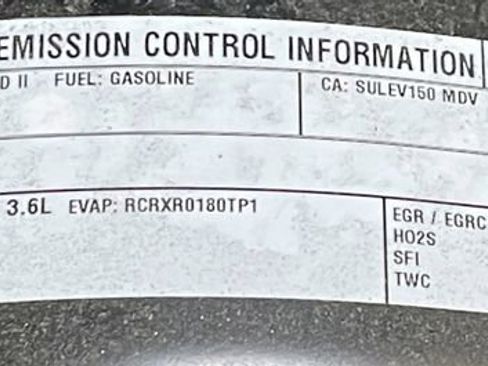 EMISSION CONTROL INFORMATION
D II FUEL: GASOLINE CA: SULEV150 MDV
3.6L EVAP: RCRXR0180TP1
EGR / EGRC
HO2S
SFI
TWC